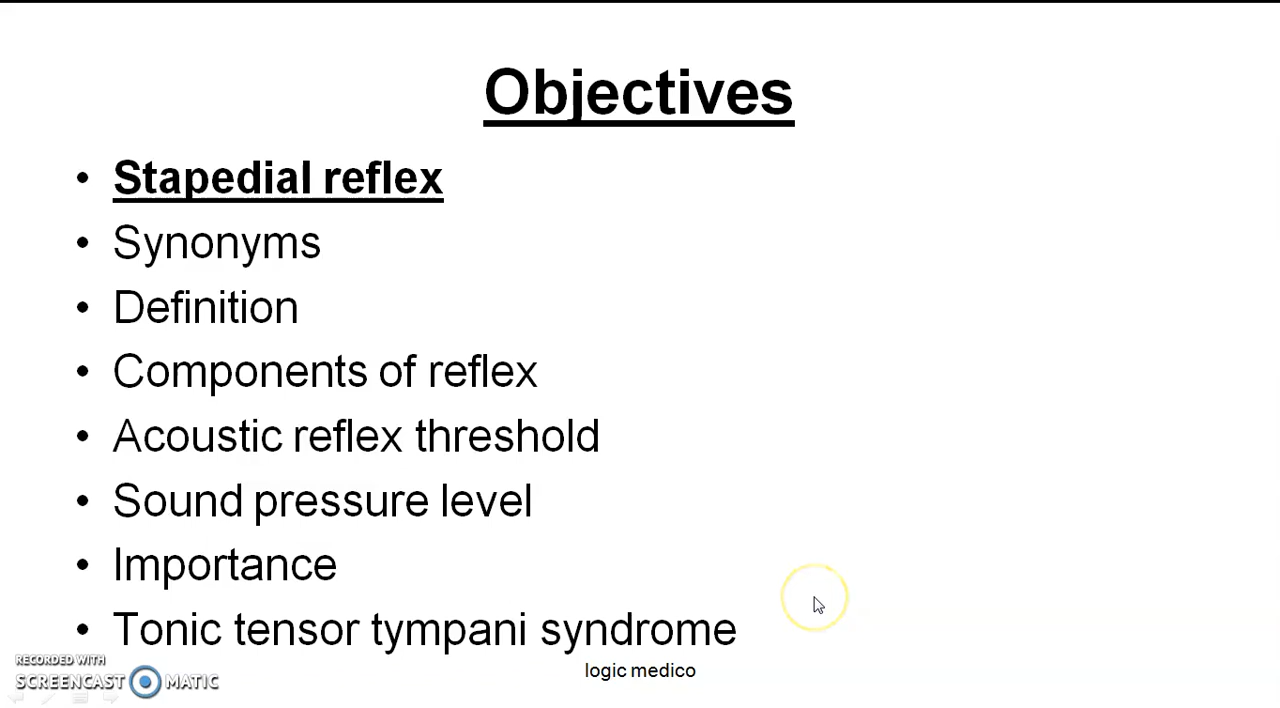 Objectives
• Stapedial reflex
• Synonyms
• Definition
• Components of reflex
• Acoustic reflex threshold
• Sound pressure level
• Importance
• Tonic tensor tympani syndrome
RECORDED WITH
SCREENCAST MATIC
logic medico